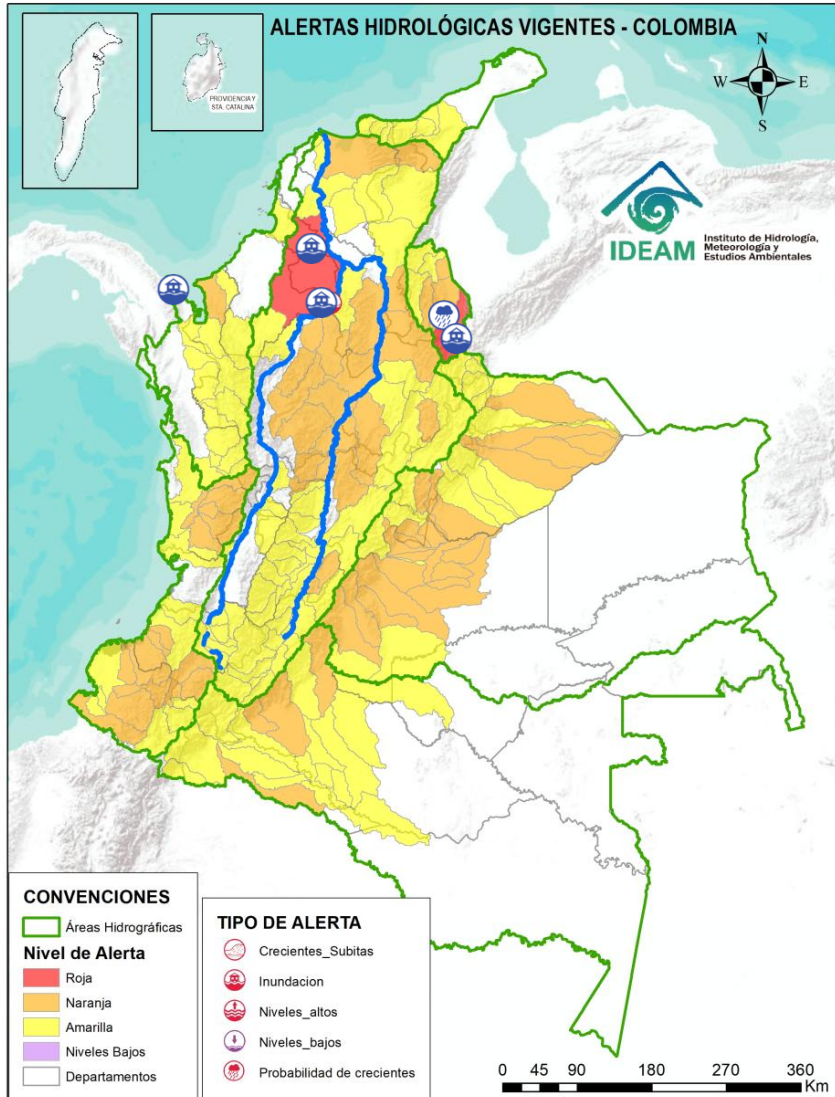 ALERTAS HIDROLÓGICAS VIGENTES - COLOMBIA
PROVIDENCIA Y
STA. CATALINA
N
W
E
S
IDEAM
Instituto de Hidrología,
Meteorología y
Estudios Ambientales
CONVENCIONES
Áreas Hidrográficas
Nivel de Alerta
Roja
Naranja
Amarilla
Niveles Bajos
Departamentos
TIPO DE ALERTA
Crecientes_Subitas
Inundacion
Niveles_altos
Niveles_bajos
Probabilidad de crecientes
0 45 90 180 270 360
Km